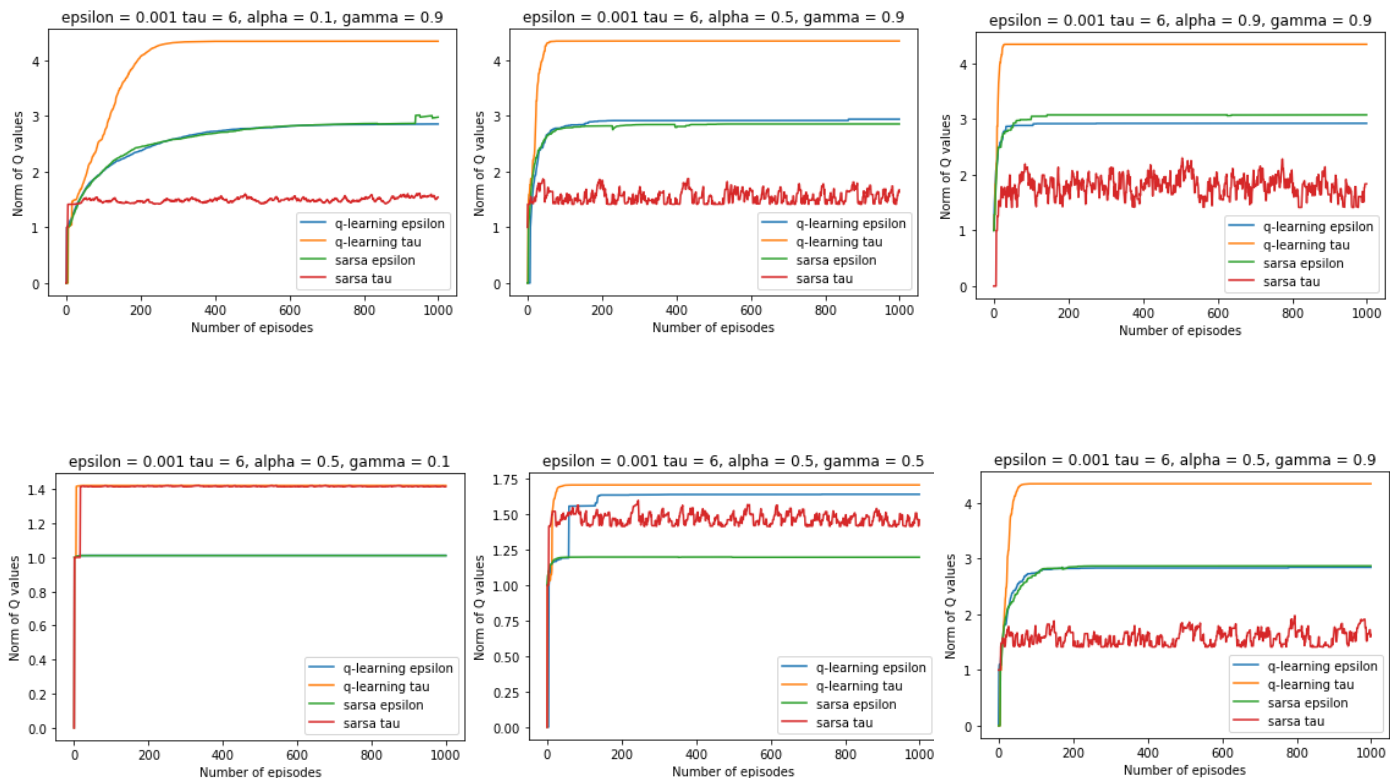 epsilon = 0.001 tau = 6, alpha = 0.1, gamma = 0.9
Norm of Q values
4
3
2
1
0
q-learning epsilon
q-learning tau
sarsa epsilon
sarsa tau
0 200 400 600 800 1000
Number of episodes
epsilon = 0.001 tau = 6, alpha = 0.5, gamma = 0.9
Norm of Q values
4
3
2
1
0
q-learning epsilon
q-learning tau
sarsa epsilon
sarsa tau
0 200 400 600 800 1000
Number of episodes
epsilon = 0.001 tau = 6, alpha = 0.9, gamma = 0.9
Norm of Q values
4
3
2
1
0
q-learning epsilon
q-learning tau
sarsa epsilon
sarsa tau
0 200 400 600 800 1000
Number of episodes
epsilon = 0.001 tau = 6, alpha = 0.5, gamma = 0.1
Norm of Q values
1.4
1.2
1.0
0.8
0.6
0.4
0.2
0.0
q-learning epsilon
q-learning tau
sarsa epsilon
sarsa tau
0 200 400 600 800 1000
Number of episodes
epsilon = 0.001 tau = 6, alpha = 0.5, gamma = 0.5
Norm of Q values
1.75
1.50
1.25
1.00
0.75
0.50
0.25
0.00
q-learning epsilon
q-learning tau
sarsa epsilon
sarsa tau
0 200 400 600 800 1000
Number of episodes
epsilon = 0.001 tau = 6, alpha = 0.5, gamma = 0.9
Norm of Q values
4
3
2
1
0
q-learning epsilon
q-learning tau
sarsa epsilon
sarsa tau
0 200 400 600 800 1000
Number of episodes